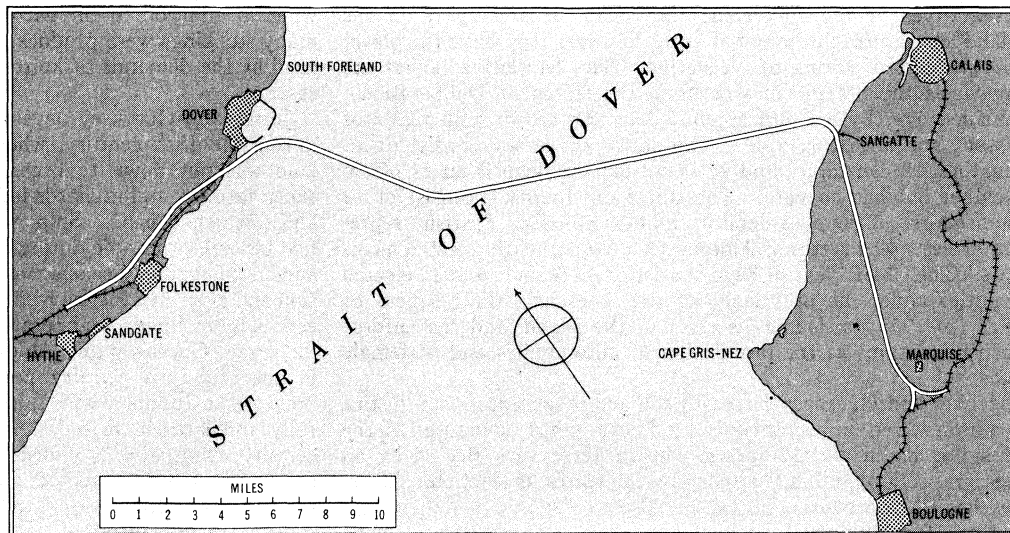 SOUTH FORELAND
DOVER
CALAIS
SANGATTE
STRAIT OF DOVER
FOLKESTONE
SANDGATE
HYTHE
CAPE GRIS-NEZ
MARQUISE
BOULOGNE
MILES
0 1 2 3 4 5 6 7 8 9 10